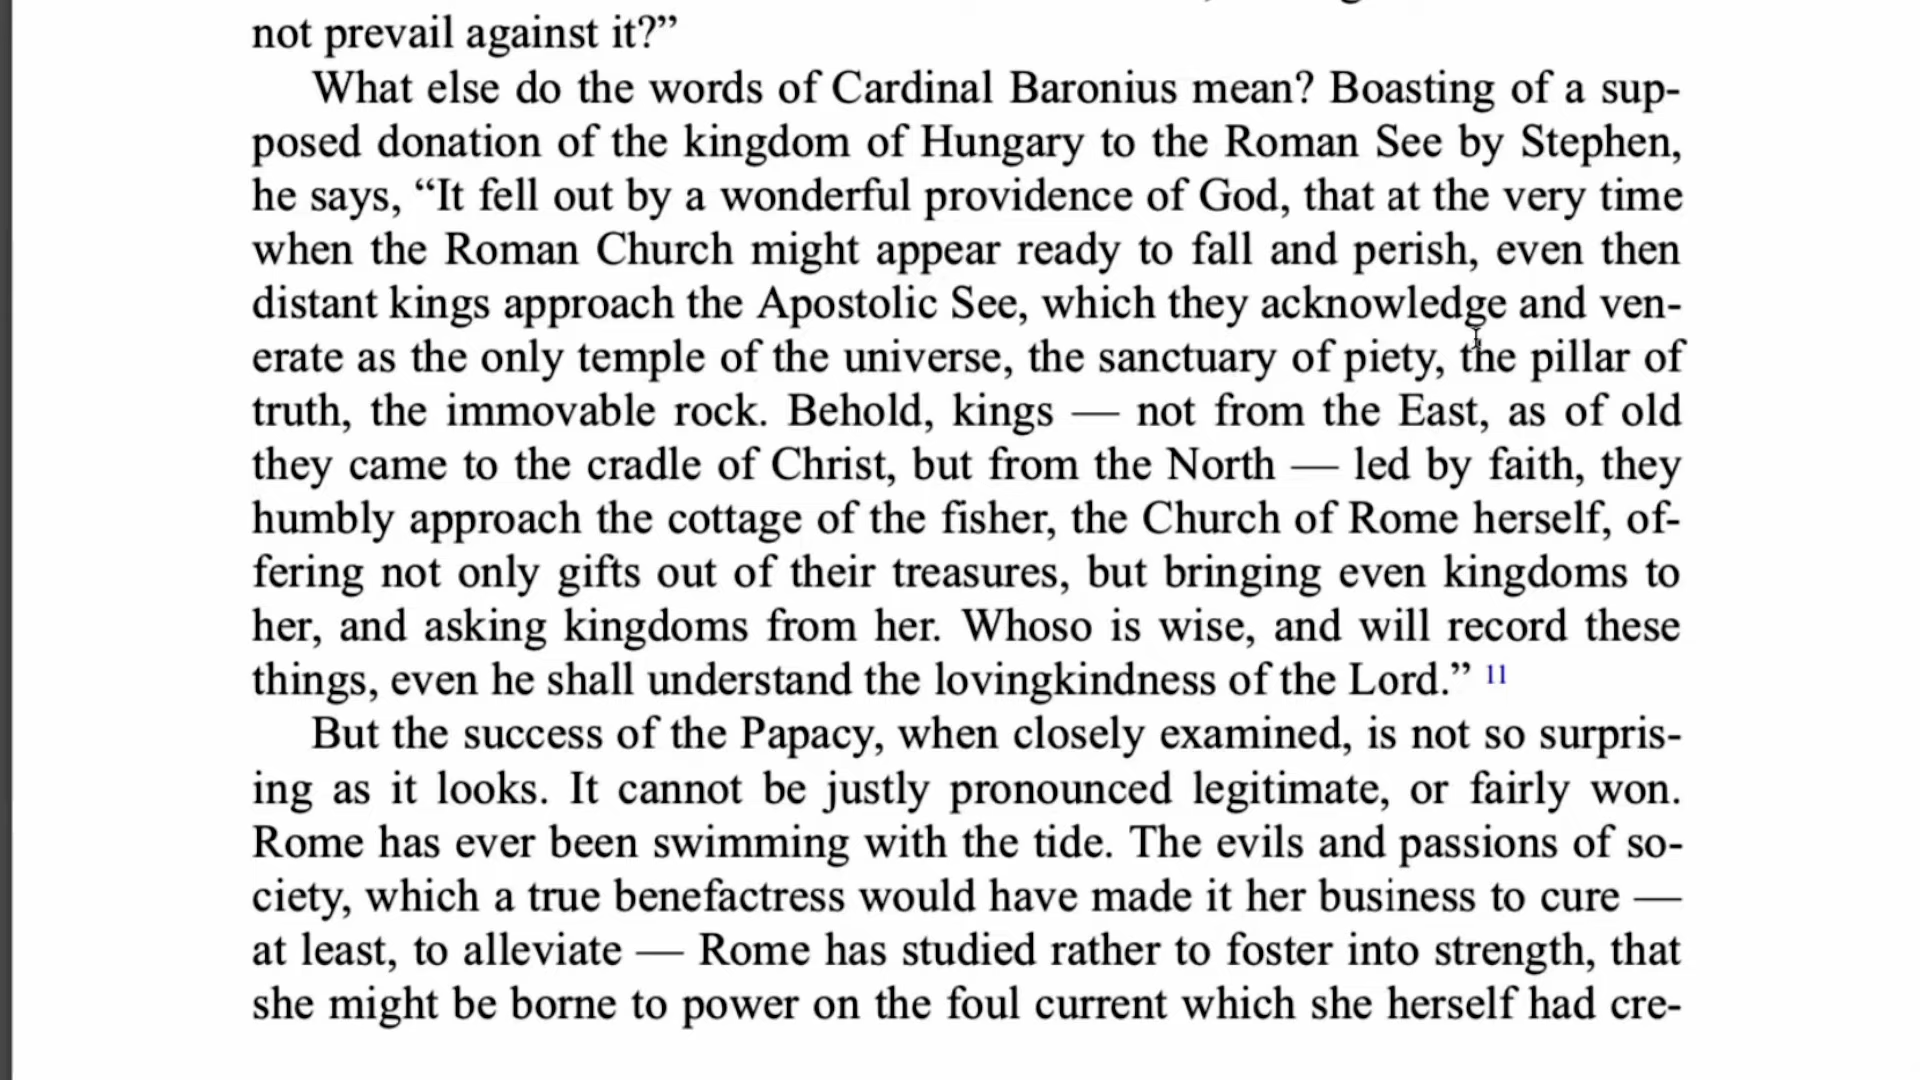 not prevail against it?”
What else do the words of Cardinal Baronius mean? Boasting of a sup-
posed donation of the kingdom of Hungary to the Roman See by Stephen,
he says, “It fell out by a wonderful providence of God, that at the very time
when the Roman Church might appear ready to fall and perish, even then
distant kings approach the Apostolic See, which they acknowledge and ven-
erate as the only temple of the universe, the sanctuary of piety, the pillar of
truth, the immovable rock. Behold, kings — not from the East, as of old
they came to the cradle of Christ, but from the North — led by faith, they
humbly approach the cottage of the fisher, the Church of Rome herself, of-
fering not only gifts out of their treasures, but bringing even kingdoms to
her, and asking kingdoms from her. Whoso is wise, and will record these
things, even he shall understand the lovingkindness of the Lord.” 11
But the success of the Papacy, when closely examined, is not so surpris-
ing as it looks. It cannot be justly pronounced legitimate, or fairly won.
Rome has ever been swimming with the tide. The evils and passions of so-
ciety, which a true benefactress would have made it her business to cure —
at least, to alleviate — Rome has studied rather to foster into strength, that
she might be borne to power on the foul current which she herself had cre-